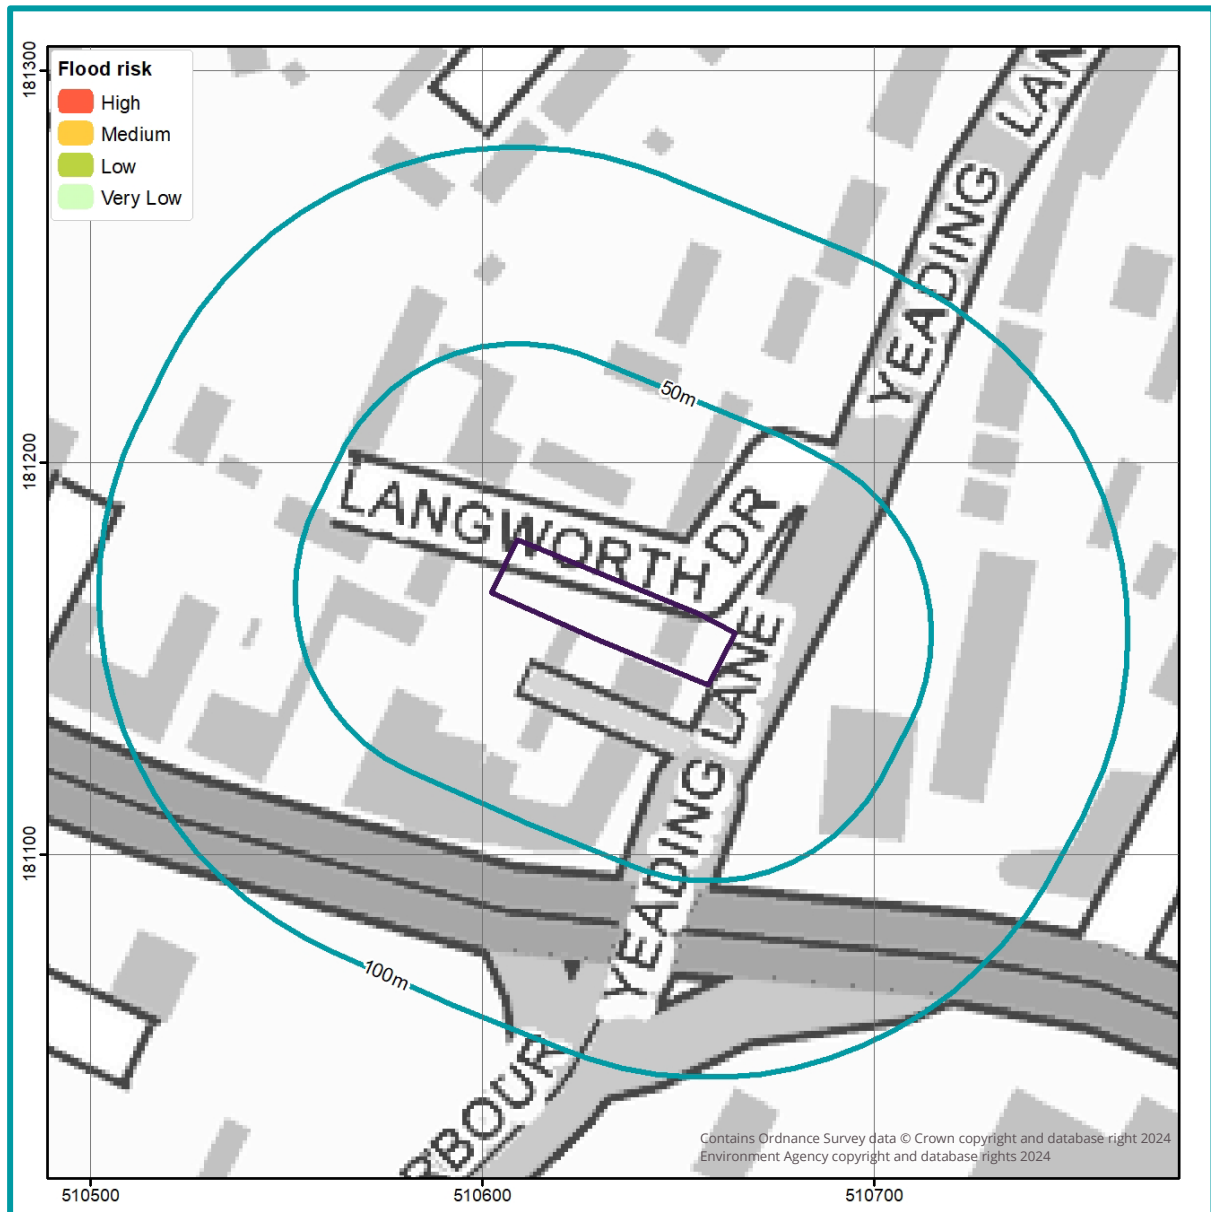 Flood risk
High
Medium
Low
Very Low
181300
181200
181100
YEADING LAN
YEADING
50m
LANGWORTH DR
YEADING LANE
100m
RBOUR
Contains Ordnance Survey data © Crown copyright and database right 2024
Environment Agency copyright and database rights 2024
510500
510600
510700